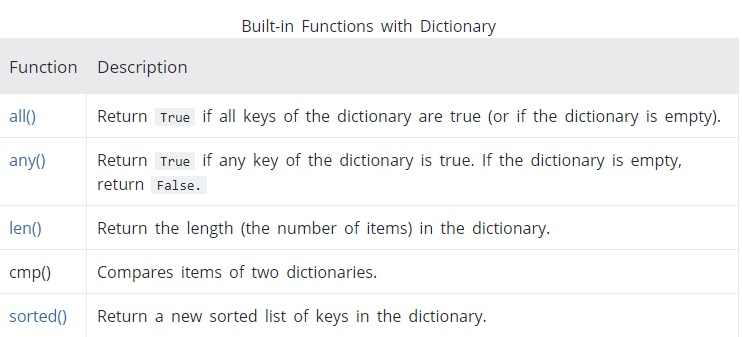 Built-in Functions with Dictionary
Function Description
all() Return True if all keys of the dictionary are true (or if the dictionary is empty).
any() Return True if any key of the dictionary is true. If the dictionary is empty,
return False.
len() Return the length (the number of items) in the dictionary.
cmp() Compares items of two dictionaries.
sorted() Return a new sorted list of keys in the dictionary.